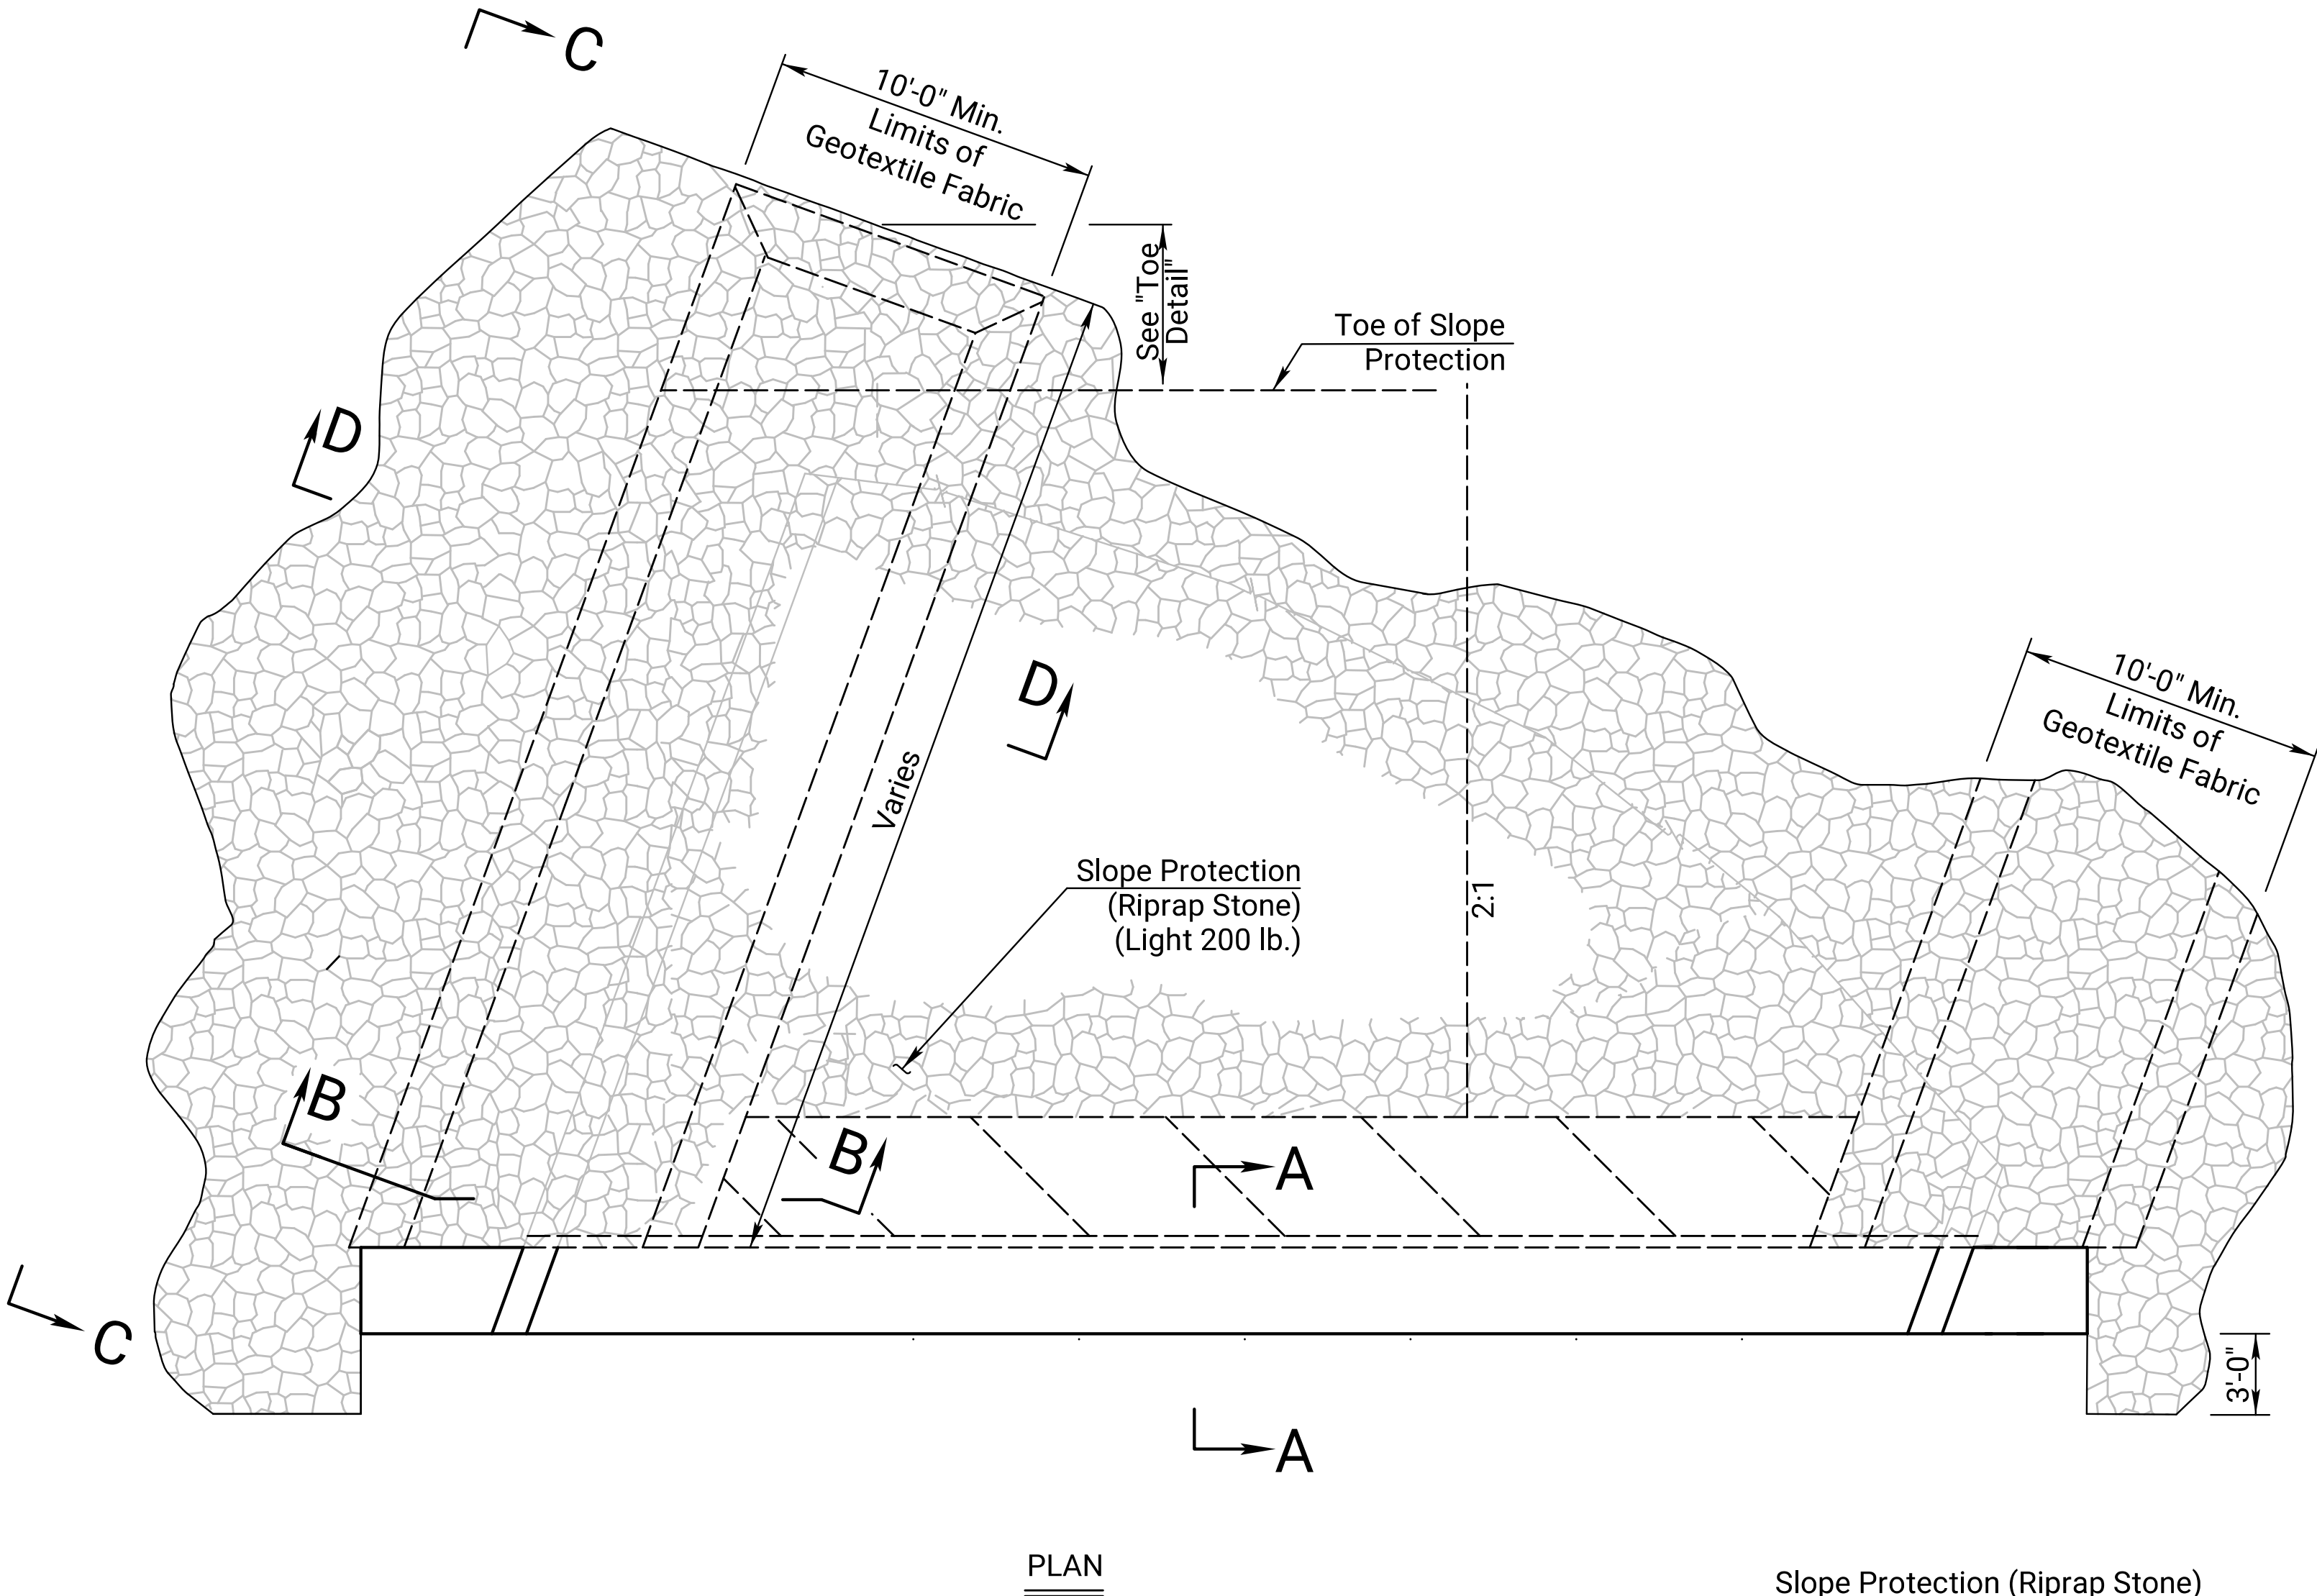 C
10'-0" Min.
Limits of
Geotextile Fabric
See "Toe
Detail"
Toe of Slope
Protection
D
D
10'-0" Min.
Limits of
Geotextile Fabric
Varies
Slope Protection
(Riprap Stone)
(Light 200 lb.)
2:1
B
B
A
C
3'-0"
A
PLAN
Slope Protection (Riprap Stone)